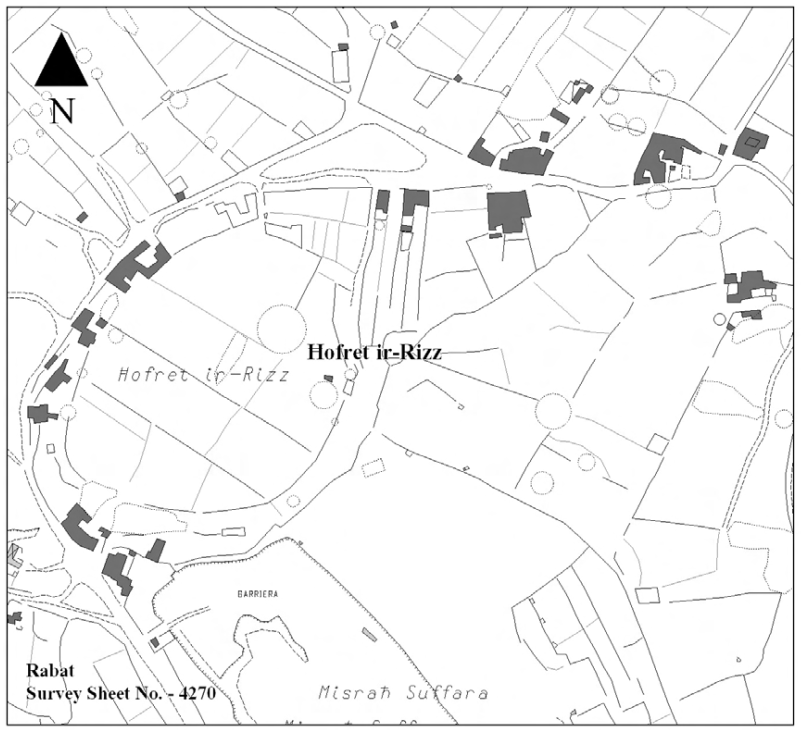 N
Hofret ir-Rizz
Hofret ir-Rizz
BARRIERA
Rabat
Survey Sheet No. - 4270
Misraħ Suffara